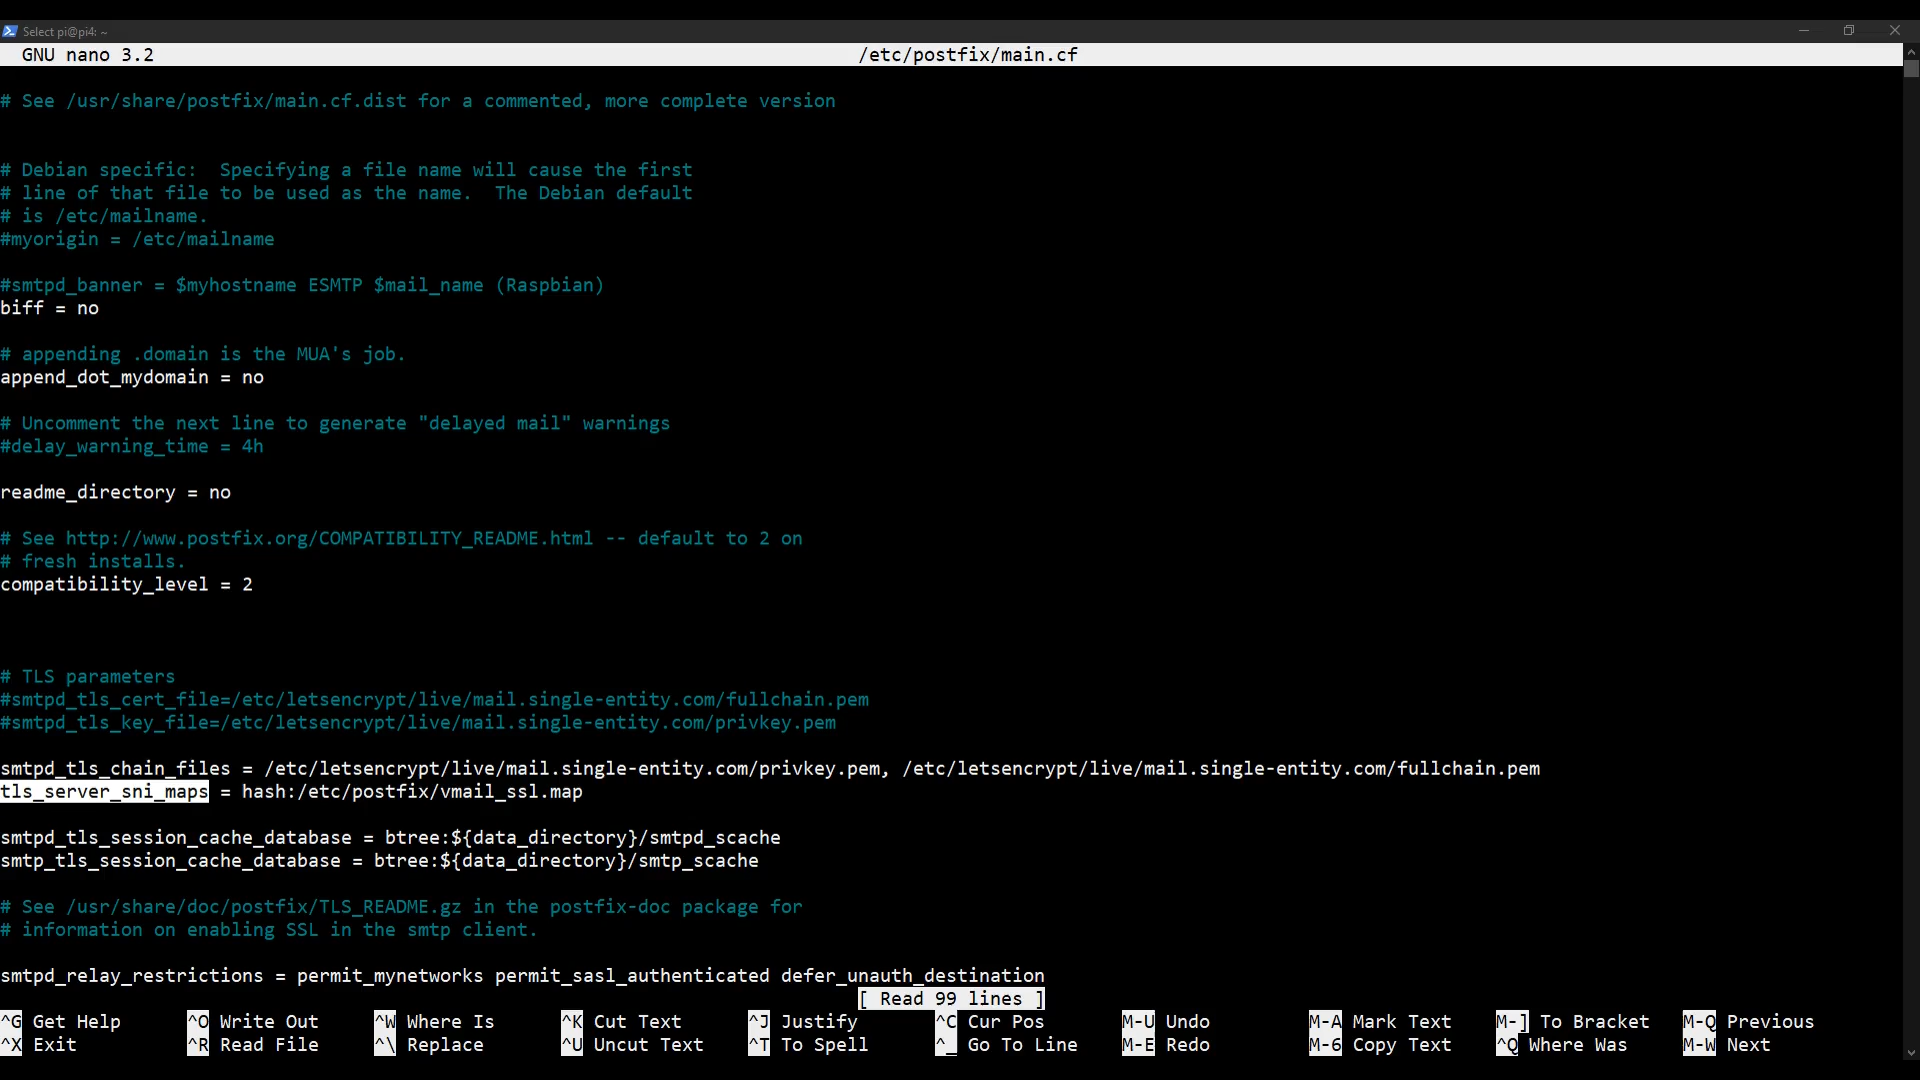 Select pi@pi4: ~
GNU nano 3.2 /etc/postfix/main.cf
# See /usr/share/postfix/main.cf.dist for a commented, more complete version
# Debian specific:  Specifying a file name will cause the first
# line of that file to be used as the name.  The Debian default
# is /etc/mailname.
#myorigin = /etc/mailname
#smtpd_banner = $myhostname ESMTP $mail_name (Raspbian)
biff = no
# appending .domain is the MUA's job.
append_dot_mydomain = no
# Uncomment the next line to generate "delayed mail" warnings
#delay_warning_time = 4h
readme_directory = no
# See http://www.postfix.org/COMPATIBILITY_README.html -- default to 2 on
# fresh installs.
compatibility_level = 2
# TLS parameters
#smtpd_tls_cert_file=/etc/letsencrypt/live/mail.single-entity.com/fullchain.pem
#smtpd_tls_key_file=/etc/letsencrypt/live/mail.single-entity.com/privkey.pem
smtpd_tls_chain_files = /etc/letsencrypt/live/mail.single-entity.com/privkey.pem, /etc/letsencrypt/live/mail.single-entity.com/fullchain.pem
tls_server_sni_maps = hash:/etc/postfix/vmail_ssl.map
smtpd_tls_session_cache_database = btree:${data_directory}/smtpd_scache
smtp_tls_session_cache_database = btree:${data_directory}/smtp_scache
# See /usr/share/doc/postfix/TLS_README.gz in the postfix-doc package for
# information on enabling SSL in the smtp client.
smtpd_relay_restrictions = permit_mynetworks permit_sasl_authenticated defer_unauth_destination
[ Read 99 lines ]
^G Get Help ^O Write Out ^W Where Is ^K Cut Text ^J Justify ^C Cur Pos M-U Undo M-A Mark Text M-] To Bracket M-Q Previous
^X Exit ^R Read File ^\ Replace ^U Uncut Text ^T To Spell ^_ Go To Line M-E Redo M-6 Copy Text ^Q Where Was M-W Next